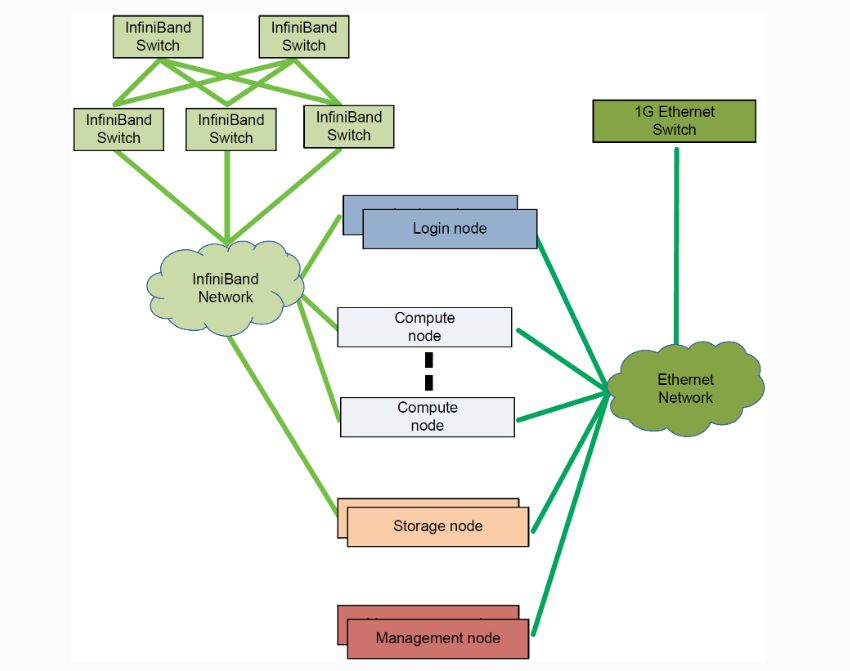 InfiniBand
Switch
InfiniBand
Switch
InfiniBand
Switch
InfiniBand
Switch
InfiniBand
Switch
1G Ethernet
Switch
Login node
InfiniBand
Network
Compute
node
Ethernet
Network
Compute
node
Storage node
Management node